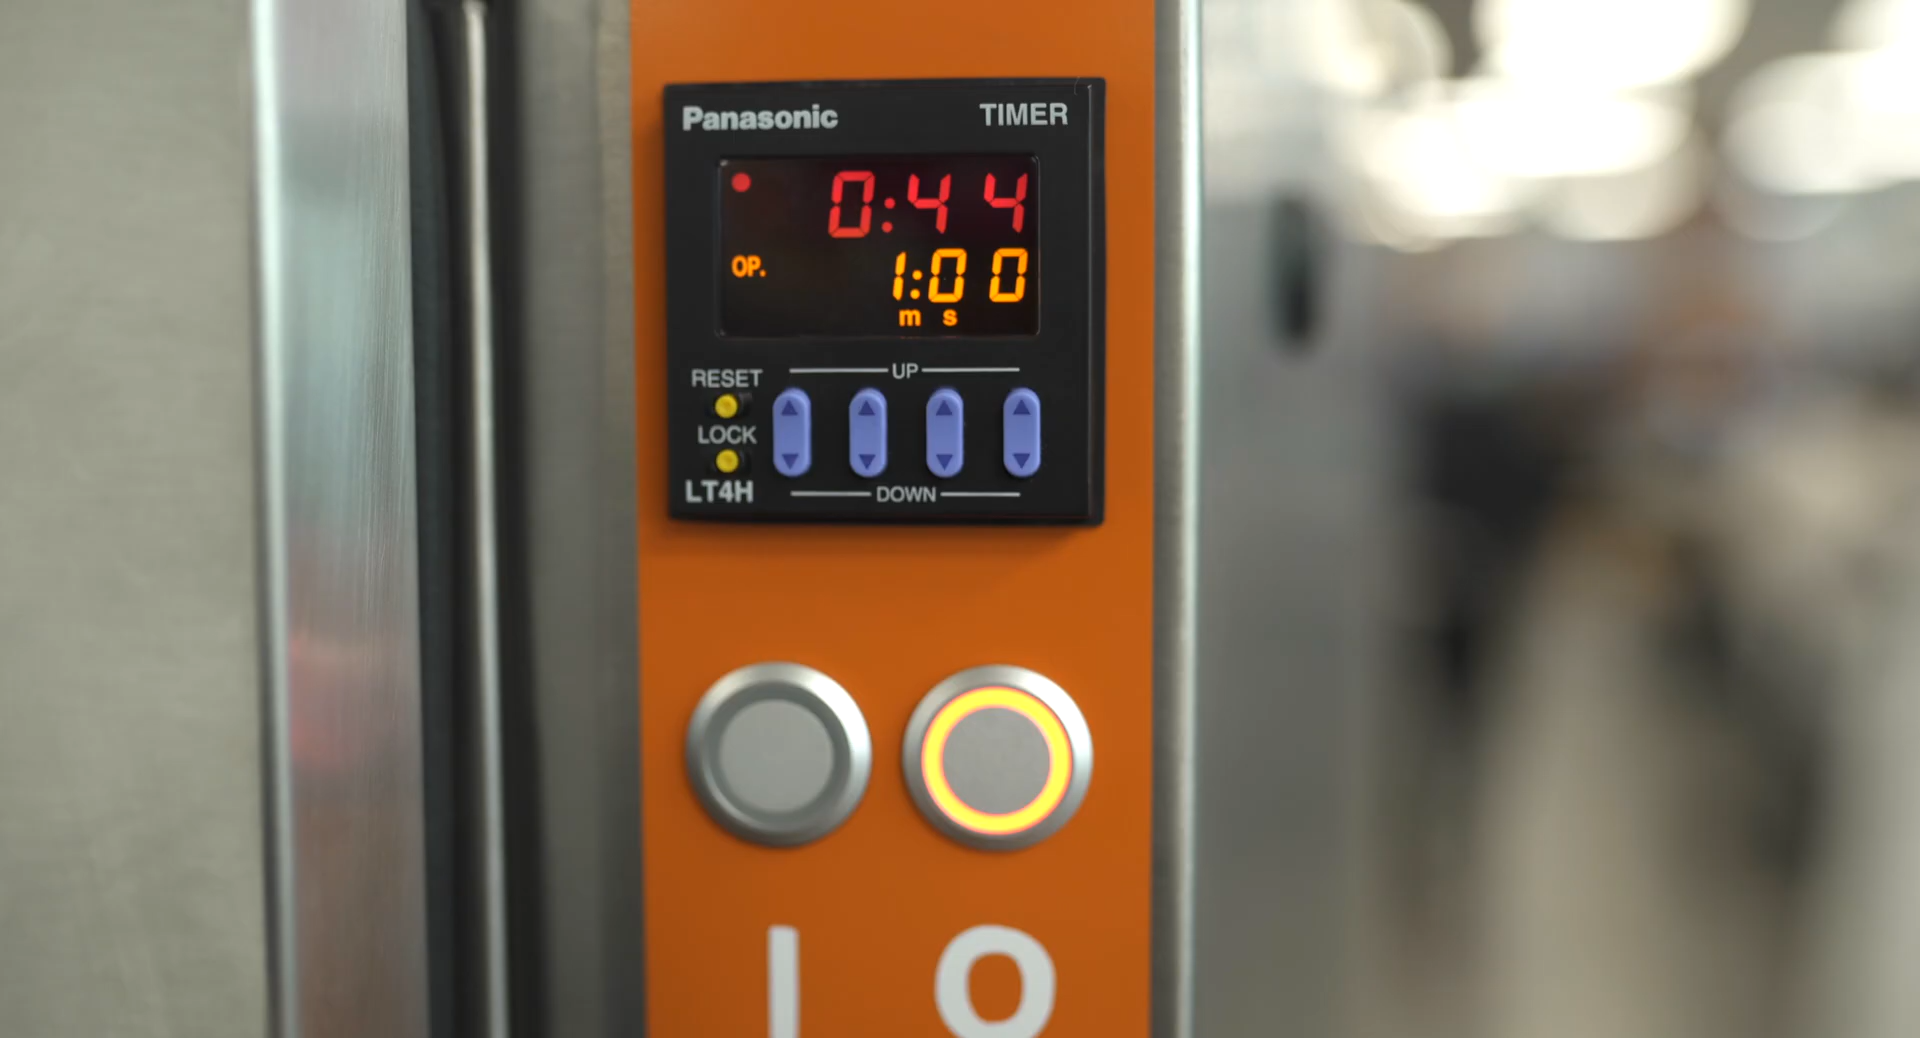 Panasonic TIMER
0:44
OP. 1:00
m s
RESET UP
LOCK
LT4H DOWN
I O